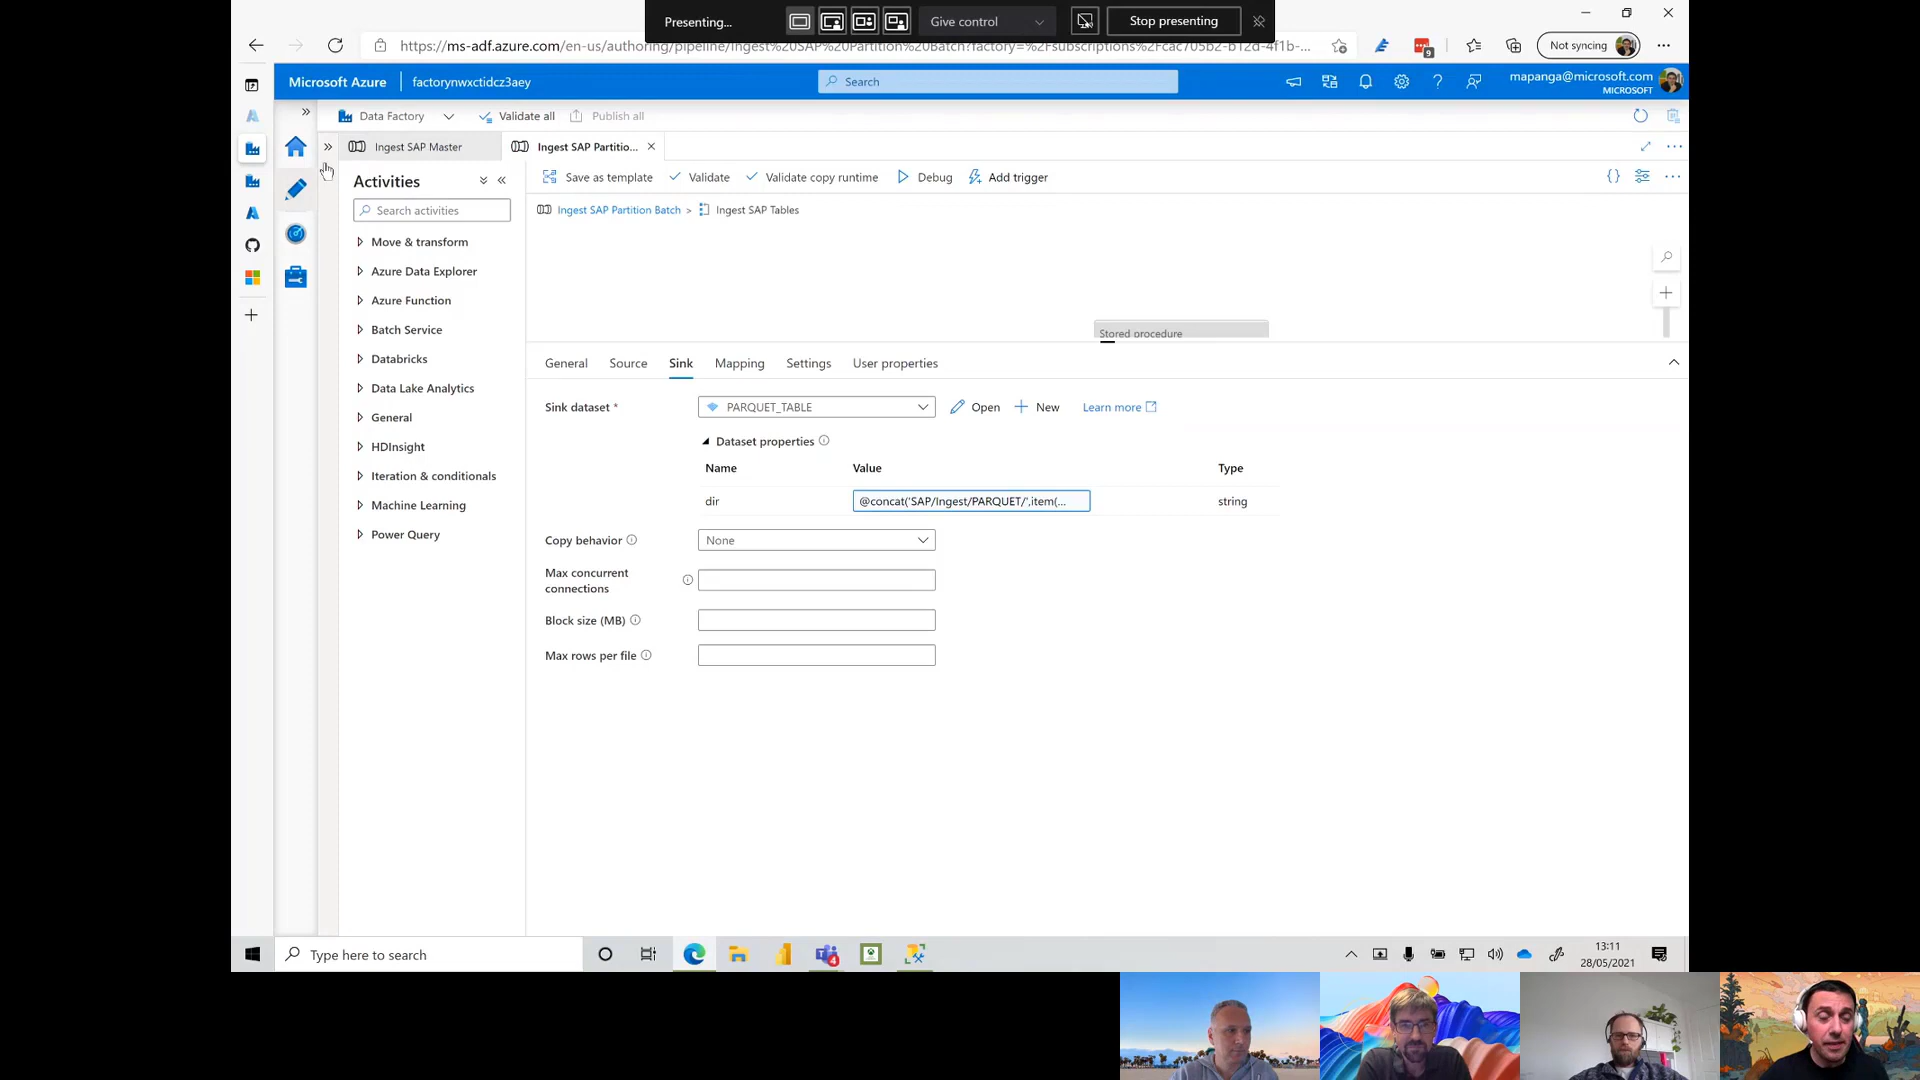 Presenting...
Give control
Stop presenting
https://ms-adf.azure.com/en-us/authoring/pipeline/Ingest%20SAP%20Partition%20Batch?factory=%2Fsubscriptions%2Fcac705b2-b12d-4f1b-...
9
Not syncing
Microsoft Azure
factorynwxctidcz3aey
Search
mapanga@microsoft.com
MICROSOFT
Data Factory
Validate all
Publish all
Ingest SAP Master
Ingest SAP Partitio...
Activities
Save as template
Validate
Validate copy runtime
Debug
Add trigger
Search activities
Ingest SAP Partition Batch > Ingest SAP Tables
Move & transform
Azure Data Explorer
Azure Function
Batch Service
Databricks
Data Lake Analytics
General
HDInsight
Iteration & conditionals
Machine Learning
Power Query
Stored procedure
General
Source
Sink
Mapping
Settings
User properties
Sink dataset *
PARQUET_TABLE
Open
New
Learn more
Dataset properties
Name
Value
Type
dir
@concat('SAP/Ingest/PARQUET/',item(...
string
Copy behavior
None
Max concurrent
connections
Block size (MB)
Max rows per file
Type here to search
4
13:11
28/05/2021